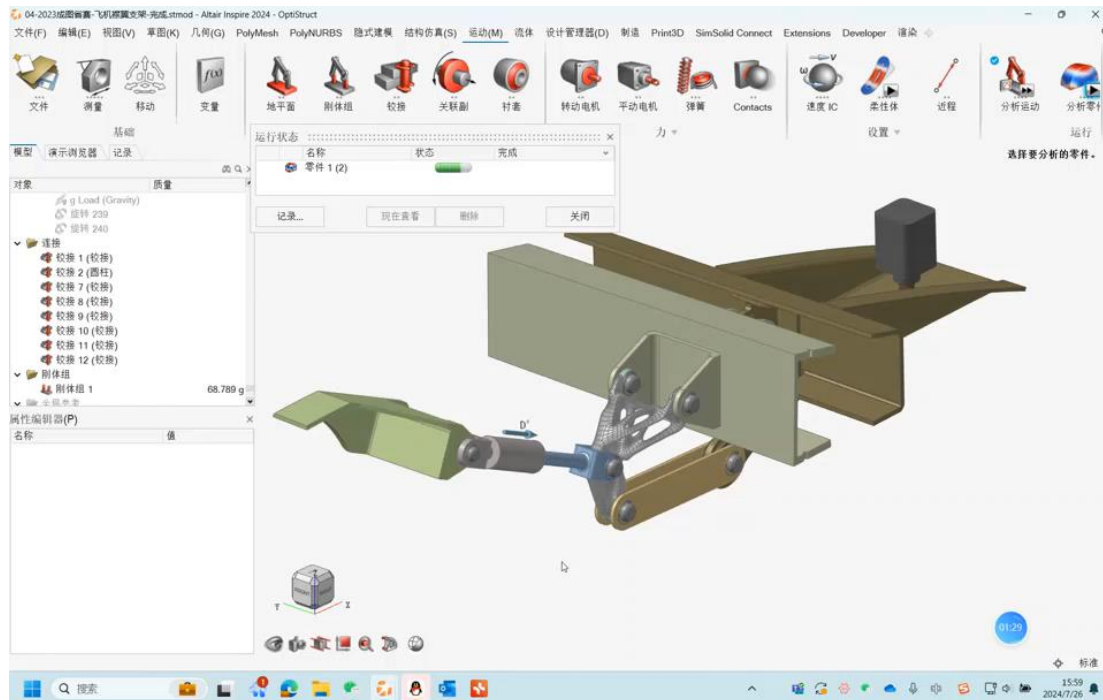 04-2023成图省赛-飞机襟翼支架-完成.stmod - Altair Inspire 2024 - OptiStruct
文件(F) 编辑(E) 视图(V) 草图(K) 几何(G) PolyMesh PolyNURBS 隐式建模 结构仿真(S) 运动(M) 流体 设计管理器(D) 制造 Print3D SimSolid Connect Extensions Developer 渲染
f(x)
文件 测量 移动 变量 地平面 刚体组 铰接 关联副 衬套 转动电机 平动电机 弹簧 Contacts 速度 IC 柔性体 近程 分析运动 分析零件
基础 力 设置 运行
模型 演示浏览器 记录
运行状态
名称 状态 完成
零件 1 (2)
记录... 现在查看 删除 关闭
选择要分析的零件。
对象 质量
g Load (Gravity)
旋转 239
旋转 240
连接
铰接 1 (铰接)
铰接 2 (圆柱)
铰接 7 (铰接)
铰接 8 (铰接)
铰接 9 (铰接)
铰接 10 (铰接)
铰接 11 (铰接)
铰接 12 (铰接)
刚体组
刚体组 1 68.789 g
属性编辑器(P)
名称 值
D'
Y X
01:29
标准
搜索
15:59
2024/7/26